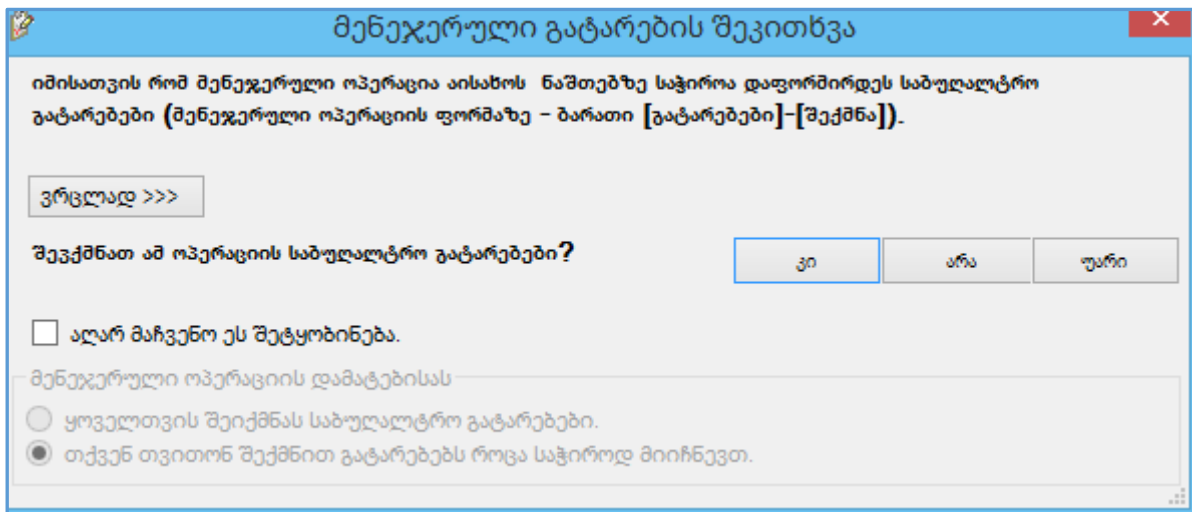 მენეჯერული გატარების შეკითხვა
იმისათვის რომ მენეჯერული ოპერაცია აისახოს ნაშთებზე საჭიროა დაფორმირდეს საბუღალტრო
გატარებები (მენეჯერული ოპერაციის ფორმაზე - ბარათი [გატარებები]-[შექმნა]).
ვრცლად >>>
შევქმნათ ამ ოპერაციის საბუღალტრო გატარებები?
კი არა უარი
აღარ მაჩვენო ეს შეტყობინება.
მენეჯერული ოპერაციის დამატებისას
ყოველთვის შეიქმნას საბუღალტრო გატარებები.
თქვენ თვითონ შექმნით გატარებებს როცა საჭიროდ მიიჩნევთ.